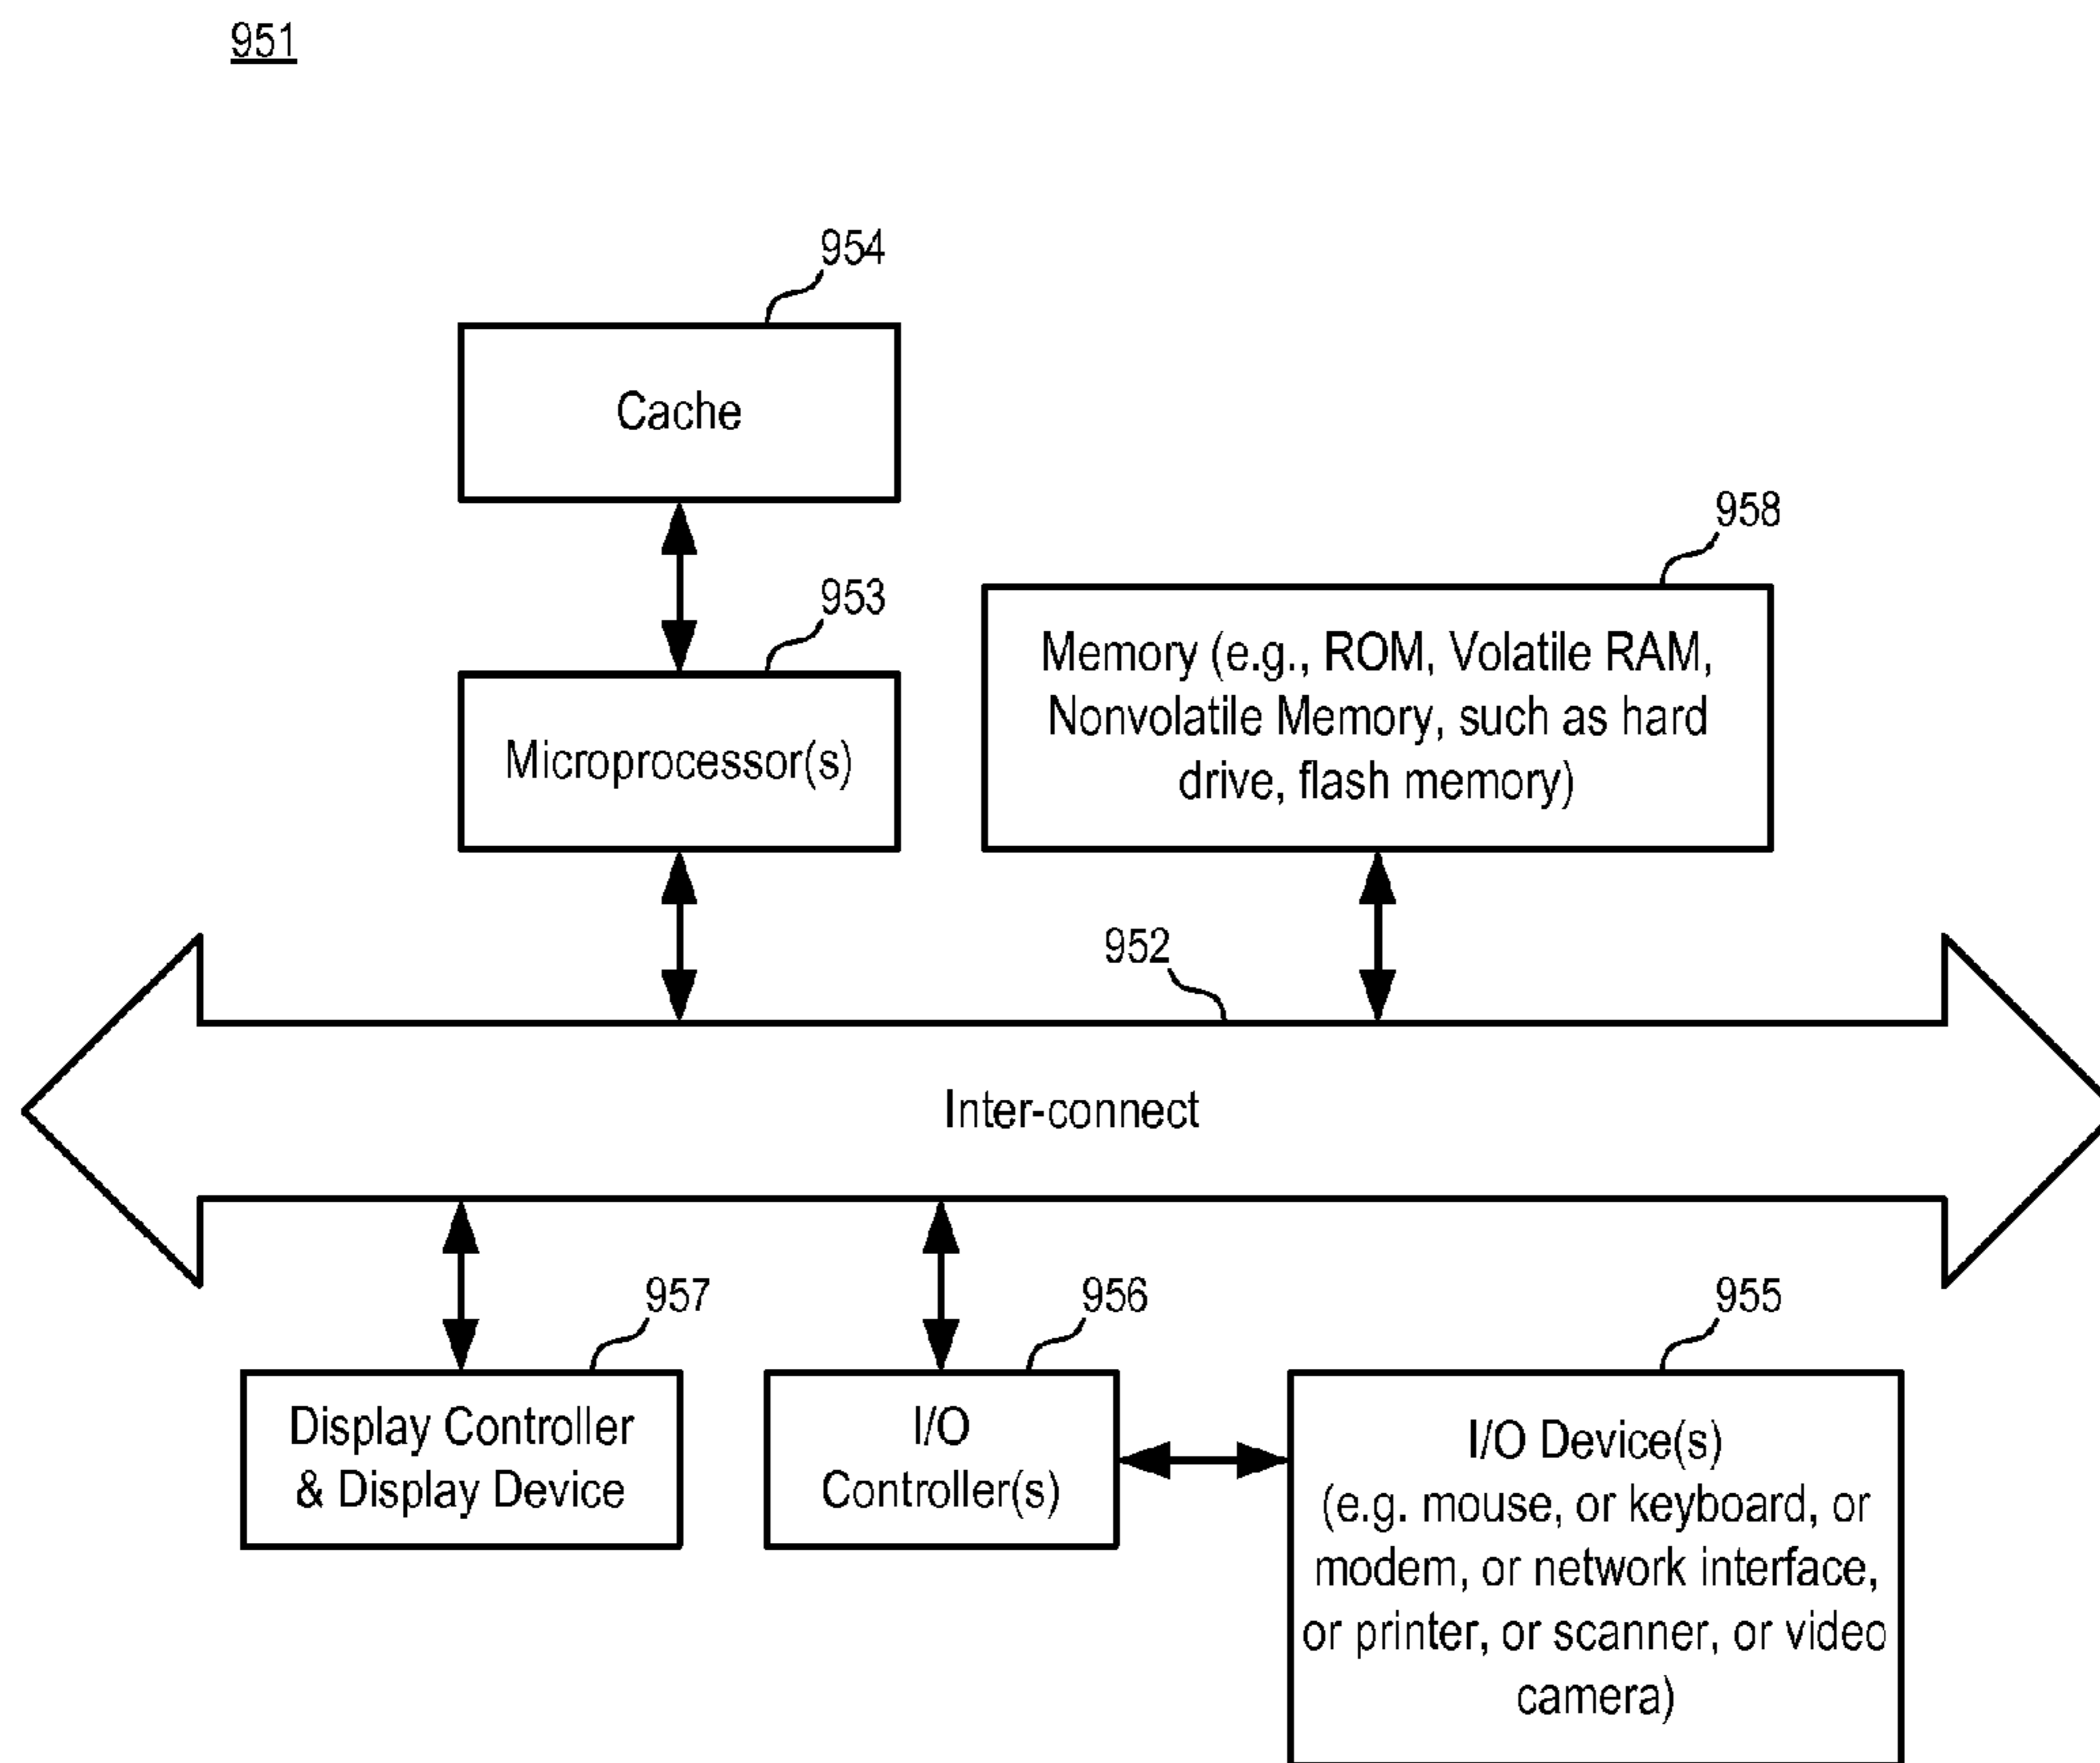 951
954
Cache
958
953
Memory (e.g., ROM, Volatile RAM,
Nonvolatile Memory, such as hard
drive, flash memory)
Microprocessor(s)
952
Inter-connect
957
956
955
Display Controller
& Display Device
I/O
Controller(s)
I/O Device(s)
(e.g. mouse, or keyboard, or
modem, or network interface,
or printer, or scanner, or video
camera)